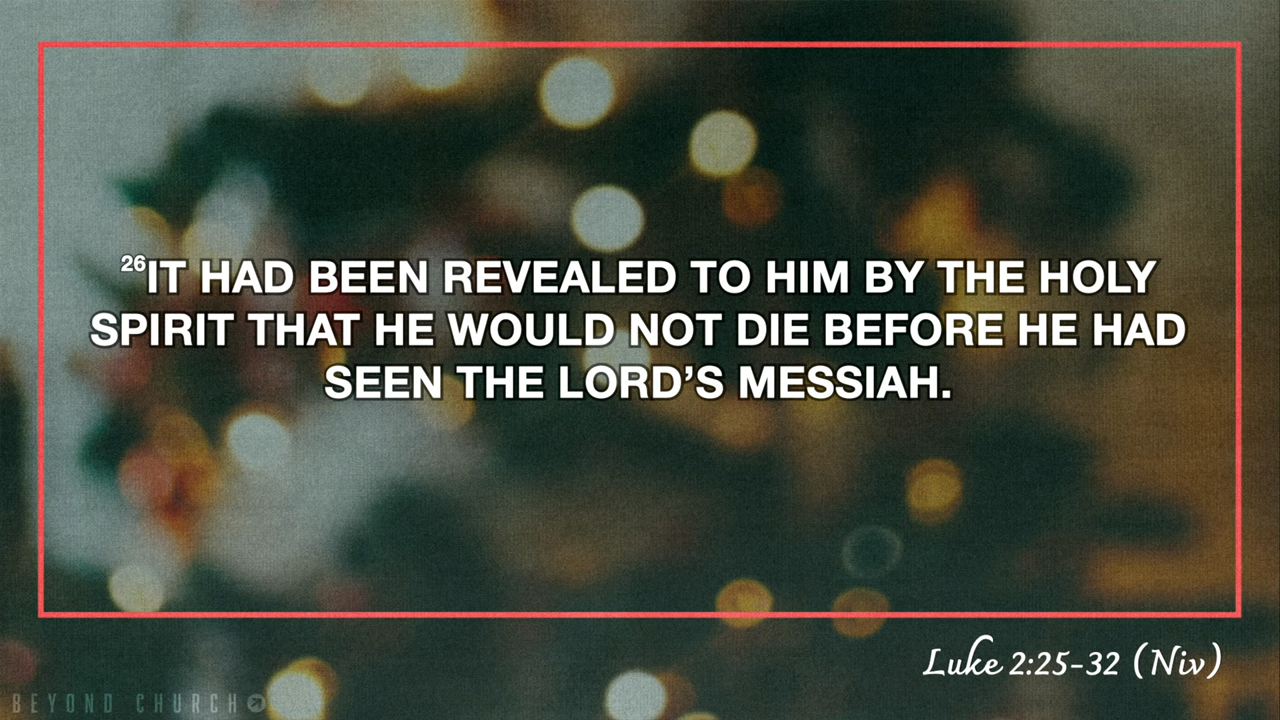 26IT HAD BEEN REVEALED TO HIM BY THE HOLY
SPIRIT THAT HE WOULD NOT DIE BEFORE HE HAD
SEEN THE LORD’S MESSIAH.
Luke 2:25-32 (Niv)
BEYOND CHURCH